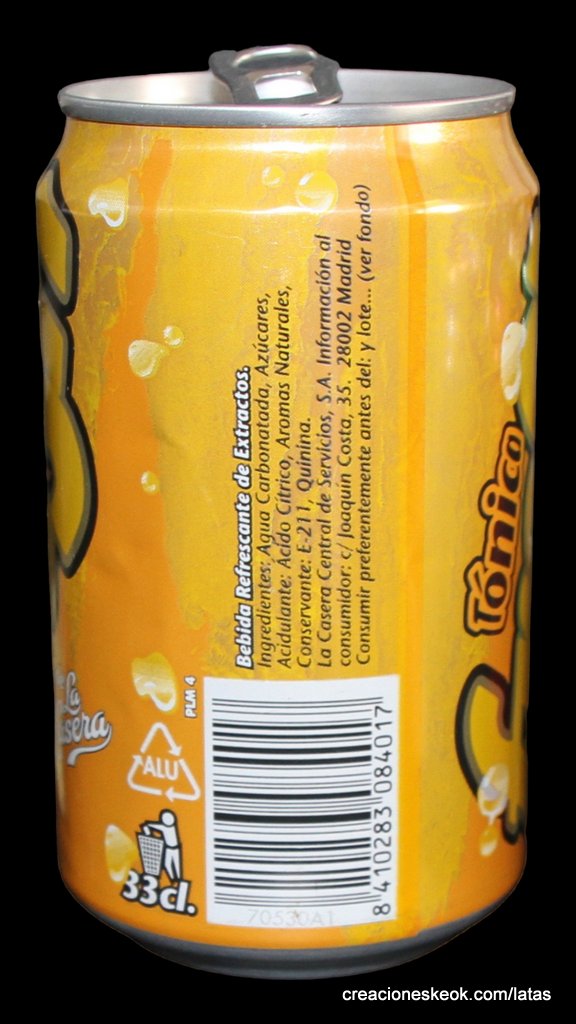 Bebida Refrescante de Extractos.
Ingredientes: Agua Carbonatada, Azúcares,
Acidulante: Ácido Cítrico, Aromas Naturales,
Conservante: E-211, Quinina.
La Casera Central de Servicios, S.A. Información al
consumidor: c/ Joaquín Costa, 35. 28002 Madrid
Consumir preferentemente antes del: y lote... (ver fondo)
Tónico
La
PLM 4
ALU
33cl.
8 410283 084017
70530A1
creacioneskeok.com/latas